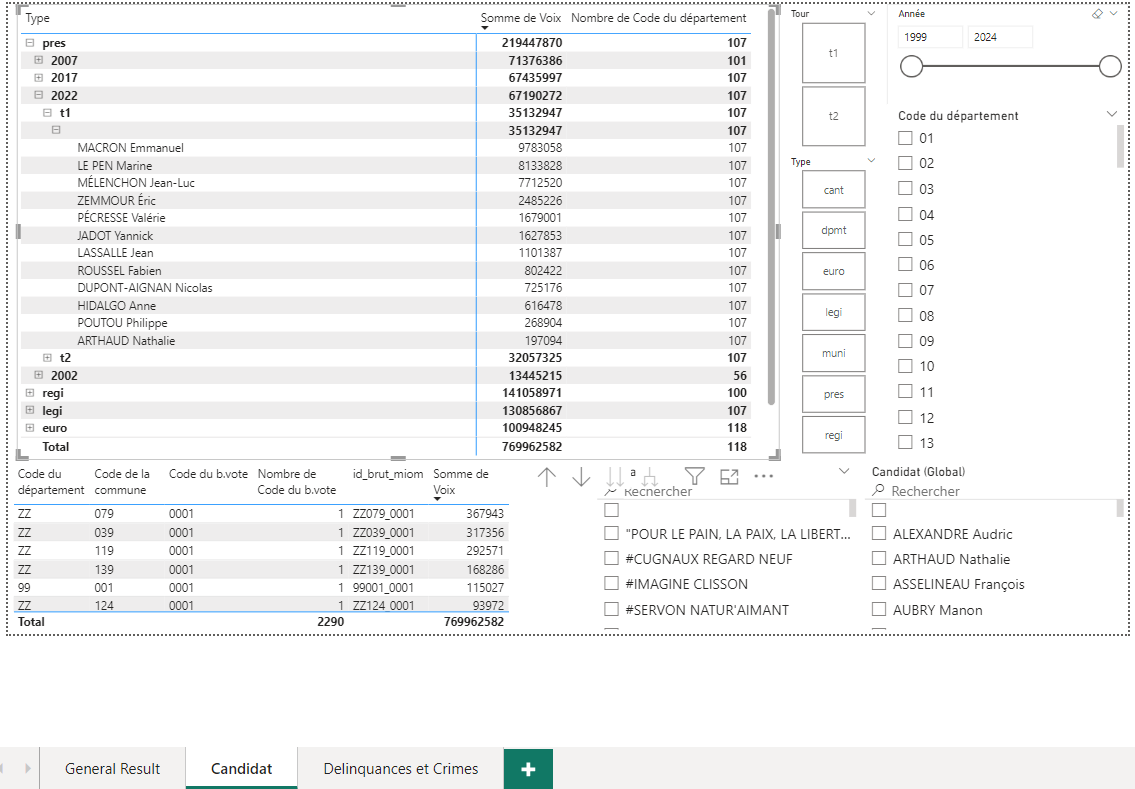 Type Somme de Voix Nombre de Code du département
pres 219447870 107
2007 71376386 101
2017 67435997 107
2022 67190272 107
t1 35132947 107
35132947 107
MACRON Emmanuel 9783058 107
LE PEN Marine 8133828 107
MÉLENCHON Jean-Luc 7712520 107
ZEMMOUR Éric 2485226 107
PÉCRESSE Valérie 1679001 107
JADOT Yannick 1627853 107
LASSALLE Jean 1101387 107
ROUSSEL Fabien 802422 107
DUPONT-AIGNAN Nicolas 725176 107
HIDALGO Anne 616478 107
POUTOU Philippe 268904 107
ARTHAUD Nathalie 197094 107
t2 32057325 107
2002 13445215 56
regi 141058971 100
legi 130856867 107
euro 100948245 118
Total 769962582 118
Tour
t1
t2
Type
cant
dpmt
euro
legi
muni
pres
regi
Année
1999 2024
Code du département
01
02
03
04
05
06
07
08
09
10
11
12
13
Code du département Code de la commune Code du b.vote Nombre de Code du b.vote id_brut_miom Somme de Voix
ZZ 079 0001 1 ZZ079_0001 367943
ZZ 039 0001 1 ZZ039_0001 317356
ZZ 119 0001 1 ZZ119_0001 292571
ZZ 139 0001 1 ZZ139_0001 168286
99 001 0001 1 99001_0001 115027
ZZ 124 0001 1 ZZ124_0001 93972
Total 2290 769962582
a
Rechercher
"POUR LE PAIN, LA PAIX, LA LIBERT...
#CUGNAUX REGARD NEUF
#IMAGINE CLISSON
#SERVON NATUR'AIMANT
Candidat (Global)
Rechercher
ALEXANDRE Audric
ARTHAUD Nathalie
ASSELINEAU François
AUBRY Manon
General Result Candidat Delinquances et Crimes